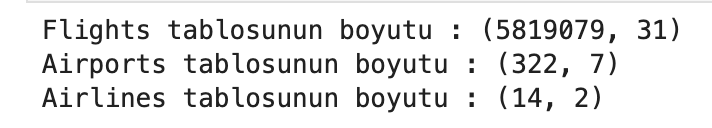 Flights tablosunun boyutu : (5819079, 31)
Airports tablosunun boyutu : (322, 7)
Airlines tablosunun boyutu : (14, 2)